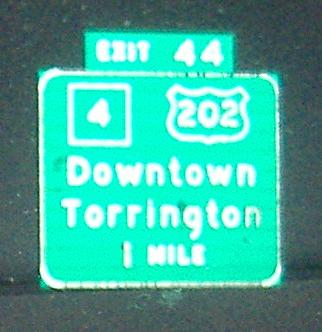 EXIT 44
4 202
Downtown
Torrington
1 MILE